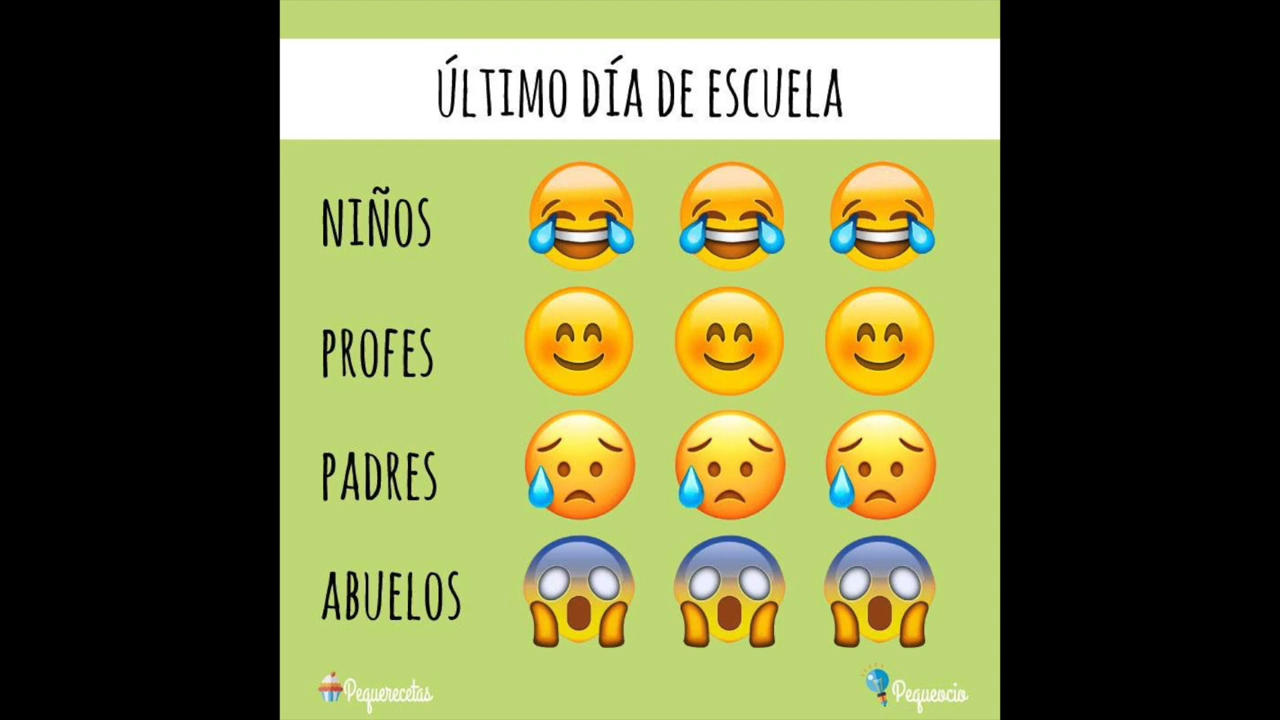 ÚLTIMO DÍA DE ESCUELA
NIÑOS
PROFES
PADRES
ABUELOS
Pequerecetas
Pequeocio